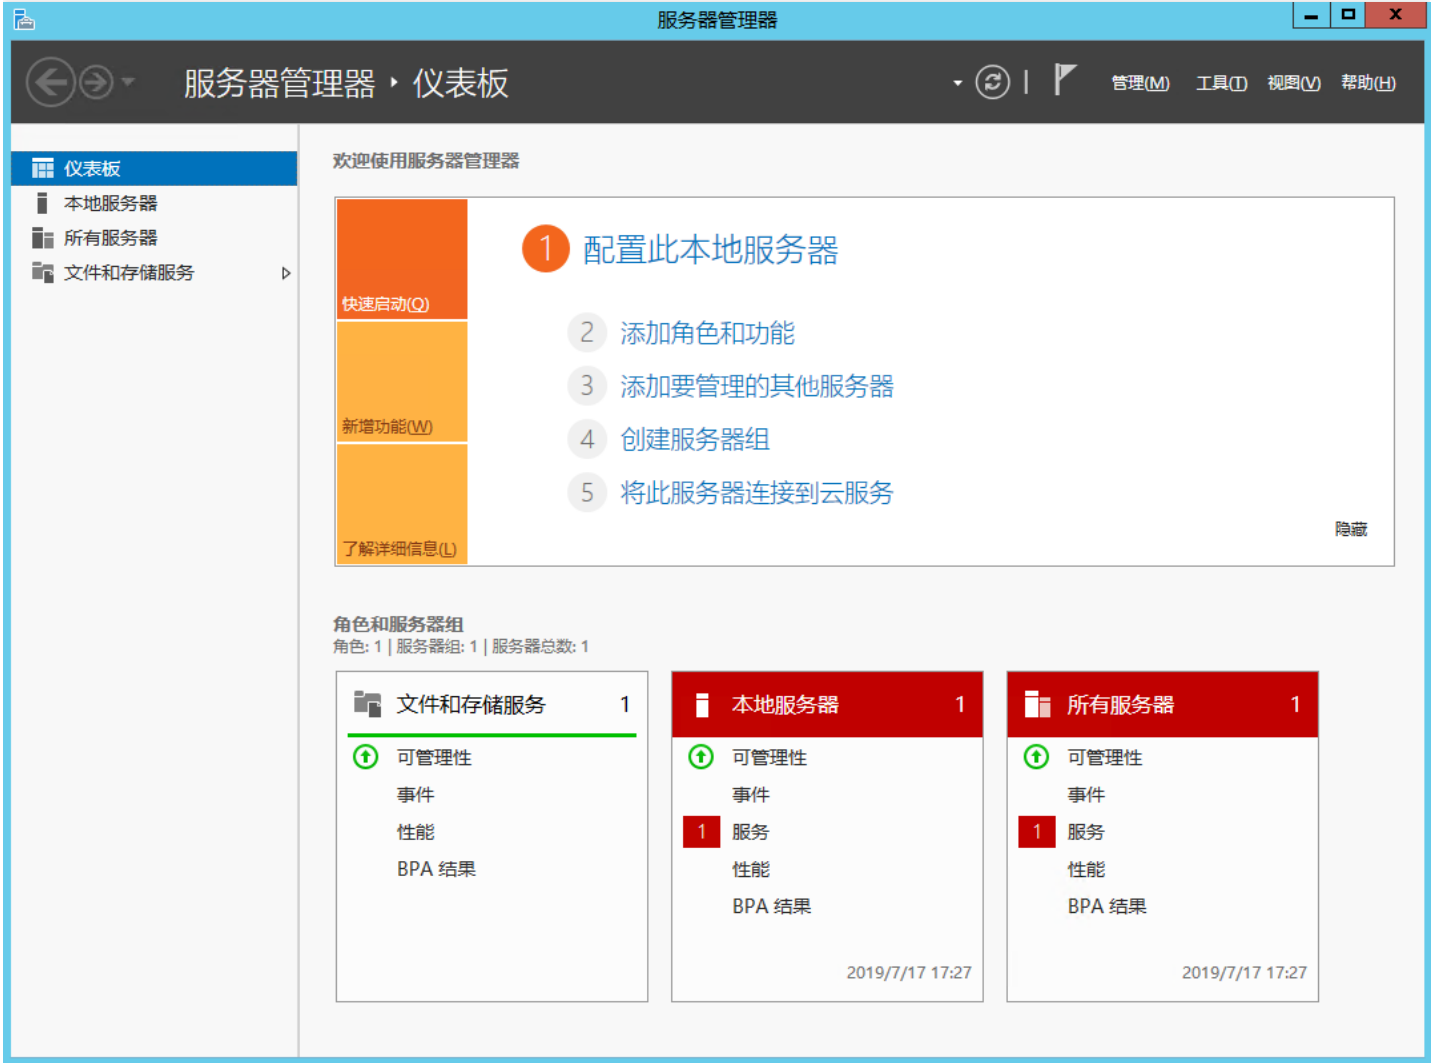 服务器管理器
服务器管理器 ‣ 仪表板
管理(M) 工具(T) 视图(V) 帮助(H)
仪表板
本地服务器
所有服务器
文件和存储服务
欢迎使用服务器管理器
快速启动(Q)
新增功能(W)
了解详细信息(L)
1 配置此本地服务器
2 添加角色和功能
3 添加要管理的其他服务器
4 创建服务器组
5 将此服务器连接到云服务
隐藏
角色和服务器组
角色: 1 | 服务器组: 1 | 服务器总数: 1
文件和存储服务 1
可管理性
事件
性能
BPA 结果
本地服务器 1
可管理性
事件
1 服务
性能
BPA 结果
2019/7/17 17:27
所有服务器 1
可管理性
事件
1 服务
性能
BPA 结果
2019/7/17 17:27